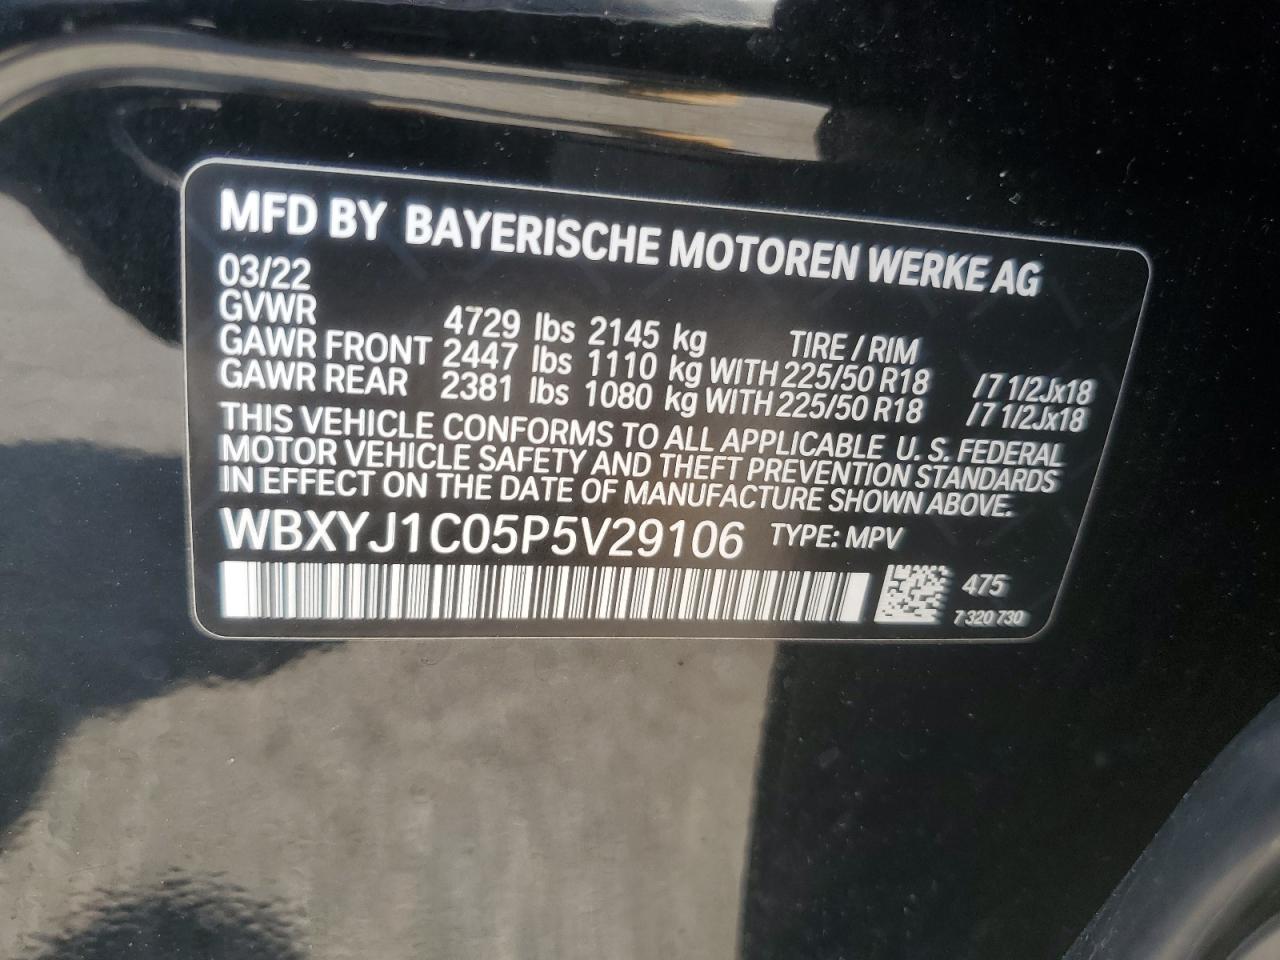 MFD BY BAYERISCHE MOTOREN WERKE AG
03/22
GVWR 4729 lbs 2145 kg TIRE / RIM
GAWR FRONT 2447 lbs 1110 kg WITH 225/50 R18 /7 1/2Jx18
GAWR REAR 2381 lbs 1080 kg WITH 225/50 R18 /7 1/2Jx18
THIS VEHICLE CONFORMS TO ALL APPLICABLE U. S. FEDERAL
MOTOR VEHICLE SAFETY AND THEFT PREVENTION STANDARDS
IN EFFECT ON THE DATE OF MANUFACTURE SHOWN ABOVE.
WBXYJ1C05P5V29106 TYPE: MPV
475
7 320 730